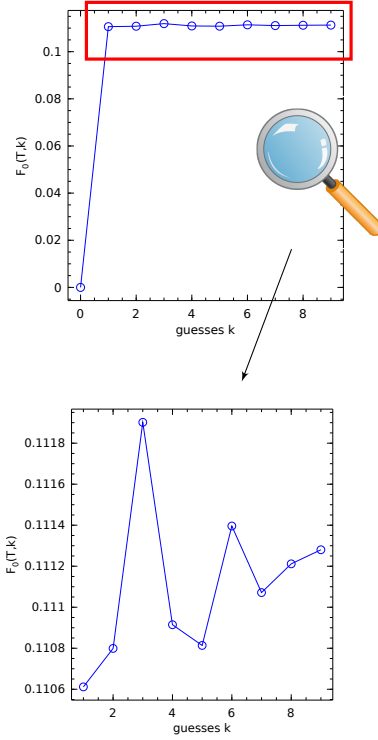 0.1
0.08
0.06
0.04
0.02
0
F₀(T,k)
0 2 4 6 8
guesses k
0.1118
0.1116
0.1114
0.1112
0.111
0.1108
0.1106
F₀(T,k)
2 4 6 8
guesses k